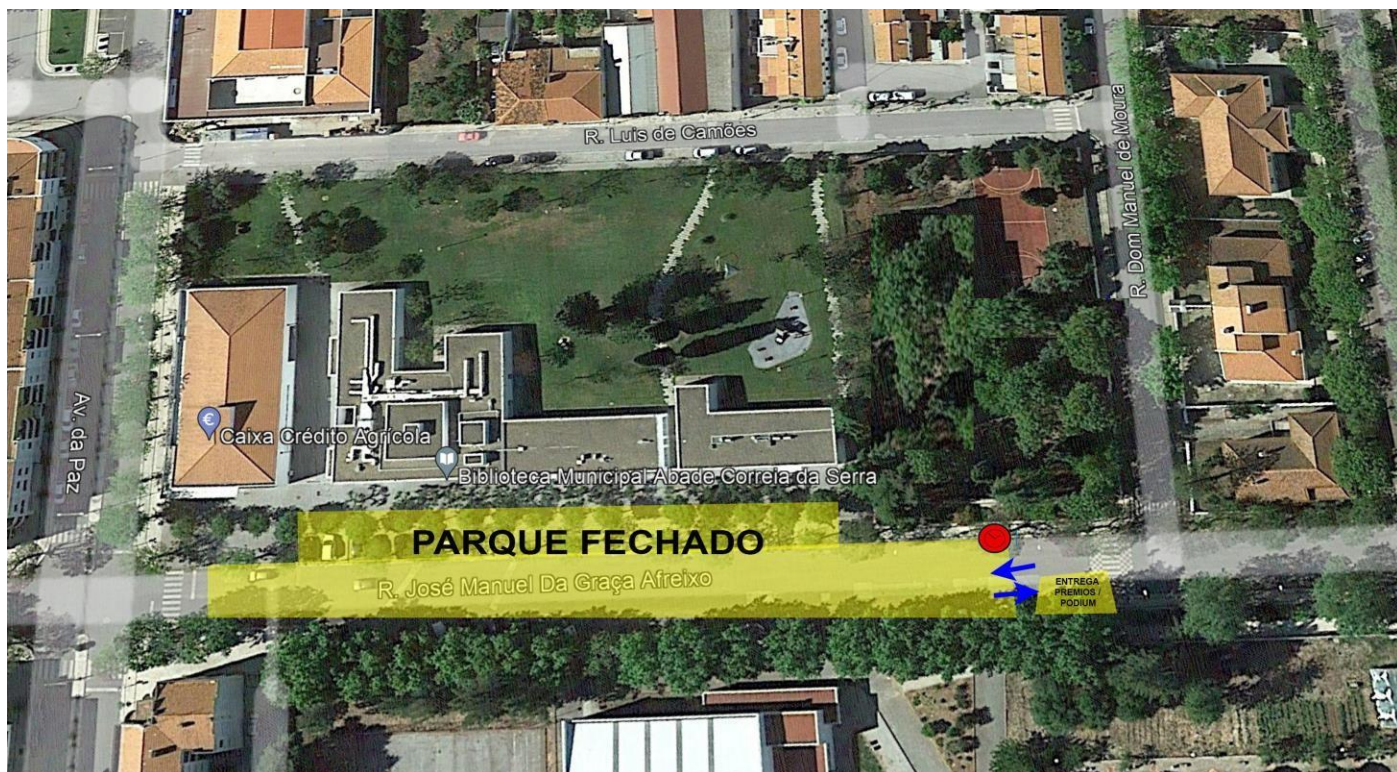 R. Luis de Camões
R. Dom Manuel de Moura
Av. da Paz
€
Caixa Crédito Agrícola
Biblioteca Municipal Abade Correia da Serra
PARQUE FECHADO
R. José Manuel Da Graça Afreixo
ENTREGA
PREMIOS /
PODIUM